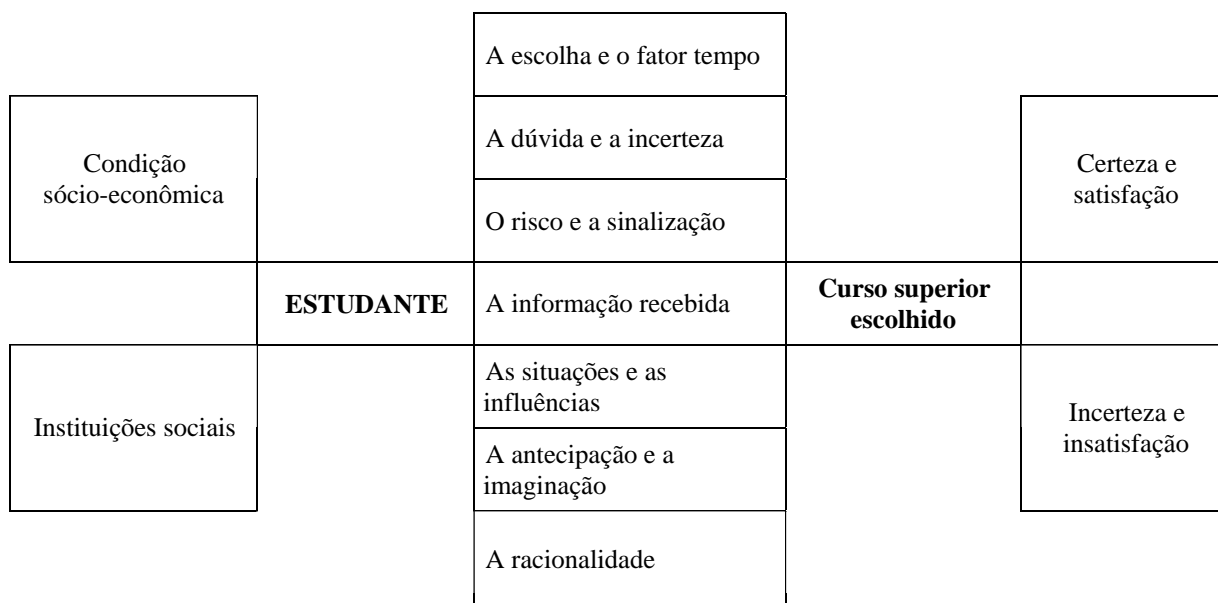 A escolha e o fator tempo
A dúvida e a incerteza
Condição
sócio-econômica
Certeza e
satisfação
O risco e a sinalização
ESTUDANTE
A informação recebida
Curso superior
escolhido
As situações e as
influências
Instituições sociais
Incerteza e
insatisfação
A antecipação e a
imaginação
A racionalidade